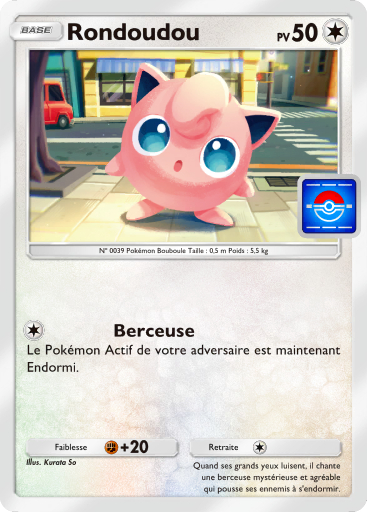 BASE Rondoudou PV 50
N° 0039 Pokémon Bouboule Taille : 0,5 m Poids : 5,5 kg
Berceuse
Le Pokémon Actif de votre adversaire est maintenant
Endormi.
Faiblesse +20 Retraite
Illus. Kurata So
Quand ses grands yeux luisent, il chante
une berceuse mystérieuse et agréable
qui pousse ses ennemis à s'endormir.